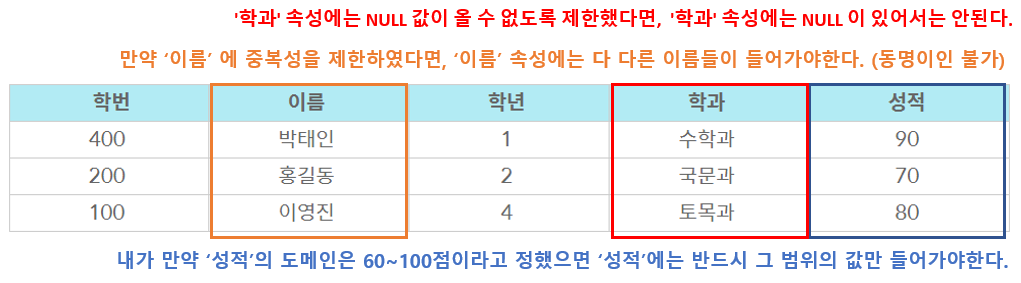 '학과' 속성에는 NULL 값이 올 수 없도록 제한했다면, '학과' 속성에는 NULL 이 있어서는 안된다.
만약 ‘이름’ 에 중복성을 제한하였다면, ‘이름’ 속성에는 다 다른 이름들이 들어가야한다. (동명이인 불가)
학번 이름 학년 학과 성적
400 박태인 1 수학과 90
200 홍길동 2 국문과 70
100 이영진 4 토목과 80
내가 만약 ‘성적’의 도메인은 60~100점이라고 정했으면 ‘성적’에는 반드시 그 범위의 값만 들어가야한다.